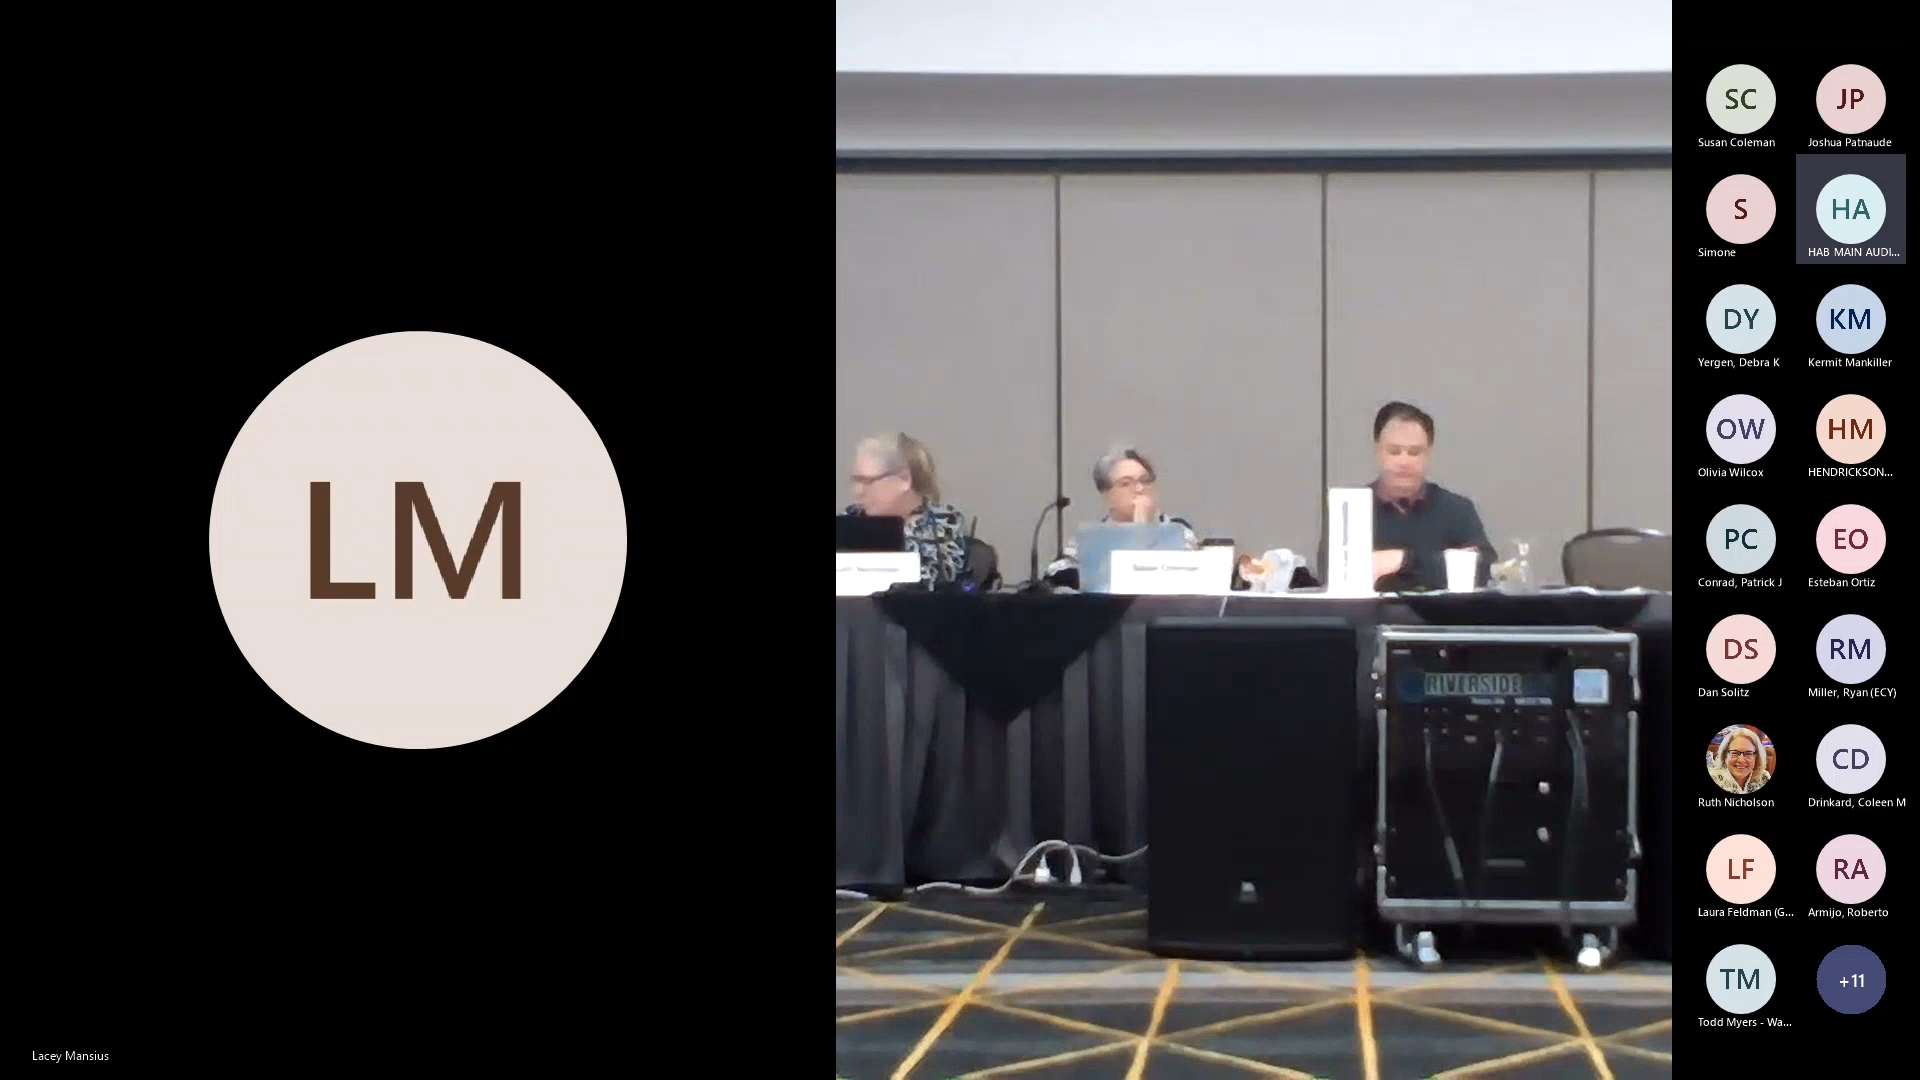 LM
Lacey Mansius
RIVERSIDE
SC
Susan Coleman
JP
Joshua Patnaude
S
Simone
HA
HAB MAIN AUDI...
DY
Yergen, Debra K
KM
Kermit Mankiller
OW
Olivia Wilcox
HM
HENDRICKSON...
PC
Conrad, Patrick J
EO
Esteban Ortiz
DS
Dan Solitz
RM
Miller, Ryan (ECY)
Ruth Nicholson
CD
Drinkard, Coleen M
LF
Laura Feldman (G...
RA
Armijo, Roberto
TM
Todd Myers - Wa...
+11